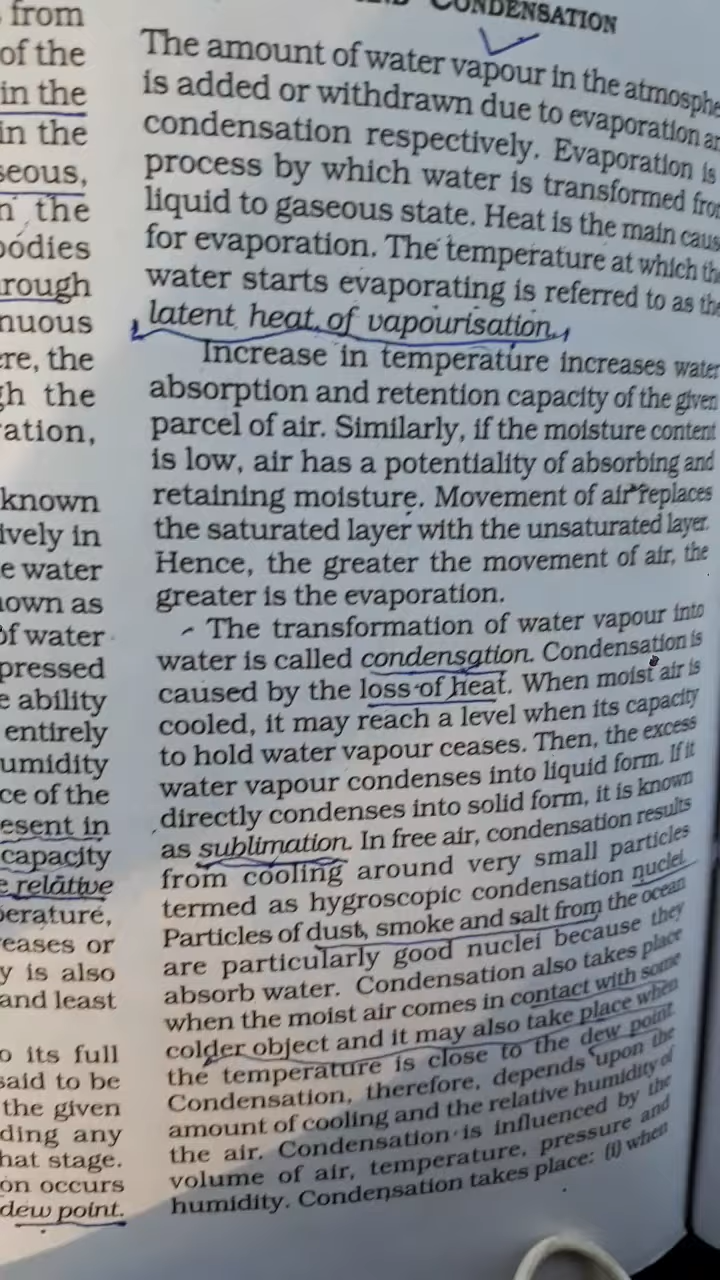 from
of the
in the
in the
seous,
n the
bodies
rough
nuous
ere, the
gh the
ation,
known
ively in
e water
nown as
of water
pressed
e ability
entirely
umidity
ce of the
esent in
capacity
e relative
perature,
eases or
y is also
and least
o its full
said to be
the given
ding any
hat stage.
on occurs
dew point.
CONDENSATION
The amount of water vapour in the atmosphe
is added or withdrawn due to evaporation an
condensation respectively. Evaporation is
process by which water is transformed from
liquid to gaseous state. Heat is the main caus
for evaporation. The temperature at which the
water starts evaporating is referred to as the
latent heat of vapourisation.
Increase in temperature increases water
absorption and retention capacity of the given
parcel of air. Similarly, if the moisture content
is low, air has a potentiality of absorbing and
retaining moisture. Movement of air replaces
the saturated layer with the unsaturated layer.
Hence, the greater the movement of air, the
greater is the evaporation.
The transformation of water vapour into
water is called condensation. Condensation is
caused by the loss of heat. When moist air is
cooled, it may reach a level when its capacity
to hold water vapour ceases. Then, the excess
water vapour condenses into liquid form. If it
directly condenses into solid form, it is known
as sublimation. In free air, condensation results
from cooling around very small particles
termed as hygroscopic condensation nuclei.
Particles of dust, smoke and salt from the ocean
are particularly good nuclei because they
absorb water. Condensation also takes place
when the moist air comes in contact with some
colder object and it may also take place when
the temperature is close to the dew point.
Condensation, therefore, depends upon the
amount of cooling and the relative humidity of
the air. Condensation is influenced by the
volume of air, temperature, pressure and
humidity. Condensation takes place: (i) when